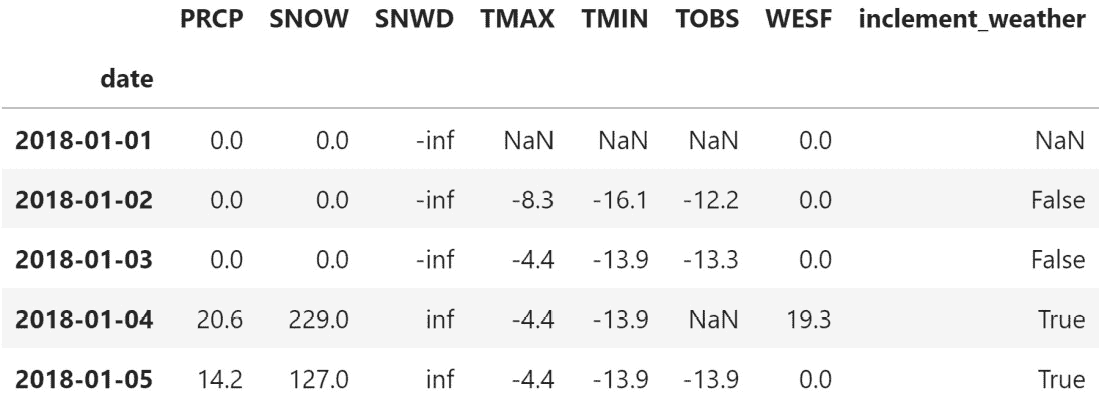 PRCP SNOW SNWD TMAX TMIN TOBS WESF inclement_weather
date
2018-01-01 0.0 0.0 -inf NaN NaN NaN 0.0 NaN
2018-01-02 0.0 0.0 -inf -8.3 -16.1 -12.2 0.0 False
2018-01-03 0.0 0.0 -inf -4.4 -13.9 -13.3 0.0 False
2018-01-04 20.6 229.0 inf -4.4 -13.9 NaN 19.3 True
2018-01-05 14.2 127.0 inf -4.4 -13.9 -13.9 0.0 True